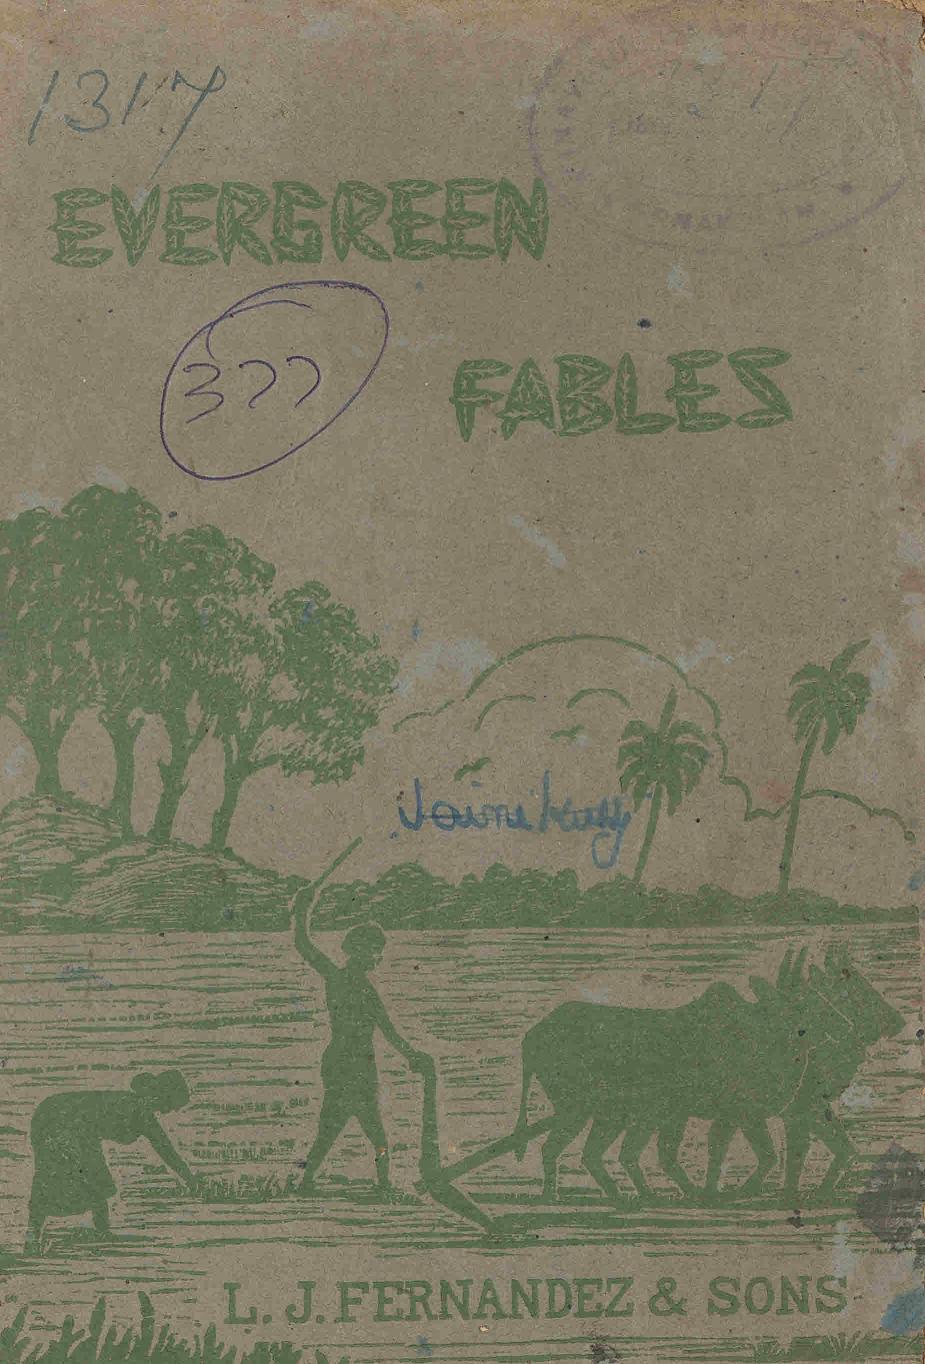 1317
EVERGREEN
377
FABLES
L. J. FERNANDEZ & SONS